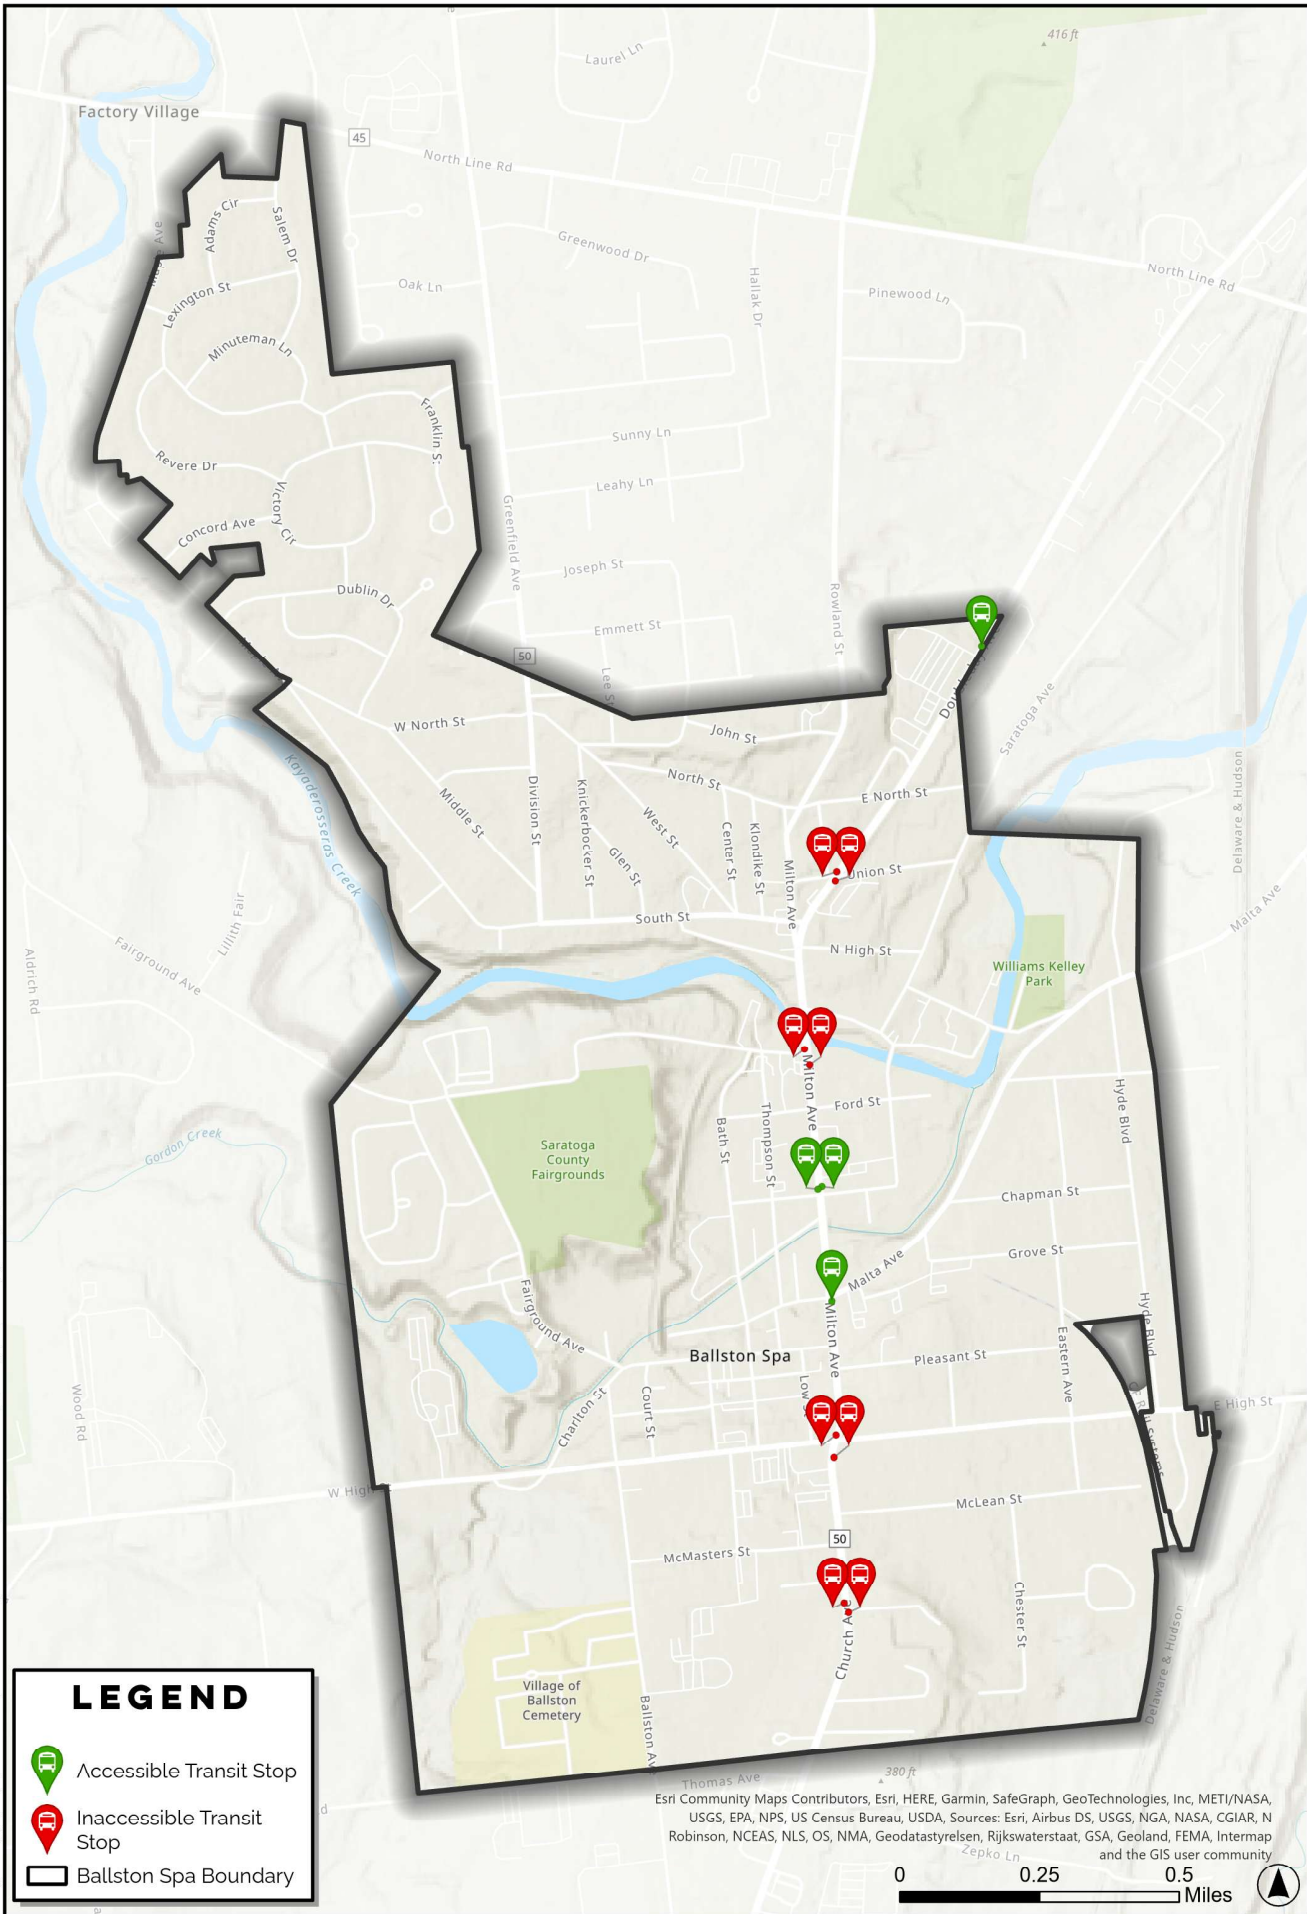 416 ft
Laurel Ln
Factory Village
45
North Line Rd
Adams Cir
Salem Dr
Greenwood Dr
Hallak Dr
North Line Rd
Oak Ln
Pinewood Ln
Lexington St
Minuteman Ln
Franklin St
Sunny Ln
Revere Dr
Leahy Ln
Victory Cir
Greenfield Ave
Concord Ave
Joseph St
Dublin Dr
Rowland St
Emmett St
50
Lee St
Saratoga Ave
W North St
John St
Kayaderosseras Creek
North St
Division St
Knickerbocker St
E North St
Middle St
West St
Center St
Klondike St
Delaware & Hudson
Glen St
Milton Ave
Union St
Lillith Fair
South St
Malta Ave
Fairground Ave
N High St
Aldrich Rd
Williams Kelley
Park
Milton Ave
Hyde Blvd
Ford St
Thompson St
Bath St
Gordon Creek
Saratoga
County
Fairgrounds
Chapman St
Grove St
Malta Ave
Fairground Ave
Milton Ave
Hyde Blvd
Eastern Ave
Ballston Spa
Pleasant St
Wood Rd
Court St
Charlton St
E High St
W High St
McLean St
50
McMasters St
Chester St
Church Ave
Delaware & Hudson
Village of
Ballston
Cemetery
Ballston Av
Thomas Ave
380 ft
Zepko Ln
LEGEND
Accessible Transit Stop
Inaccessible Transit
Stop
Ballston Spa Boundary
Esri Community Maps Contributors, Esri, HERE, Garmin, SafeGraph, GeoTechnologies, Inc, METI/NASA,
USGS, EPA, NPS, US Census Bureau, USDA, Sources: Esri, Airbus DS, USGS, NGA, NASA, CGIAR, N
Robinson, NCEAS, NLS, OS, NMA, Geodatastyrelsen, Rijkswaterstaat, GSA, Geoland, FEMA, Intermap
and the GIS user community
0 0.25 0.5
Miles